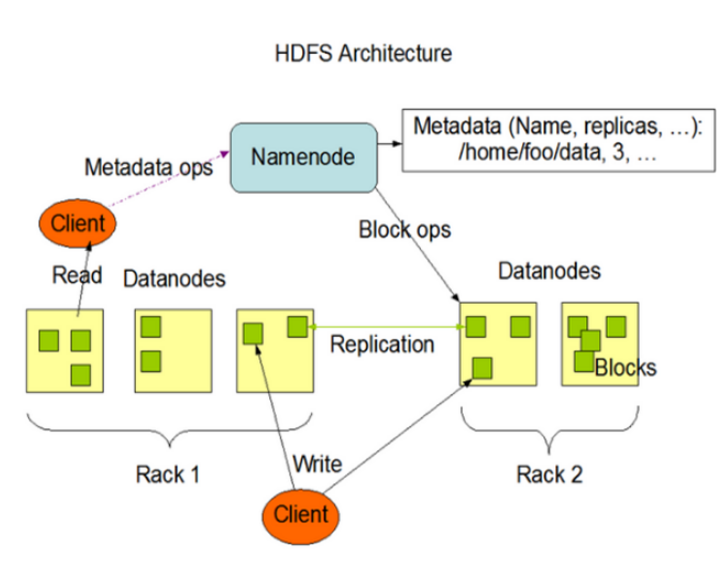 HDFS Architecture
Metadata (Name, replicas, ...):
/home/foo/data, 3, ...
Namenode
Metadata ops
Client
Block ops
Read
Datanodes
Datanodes
Replication
Blocks
Rack 1
Write
Rack 2
Client